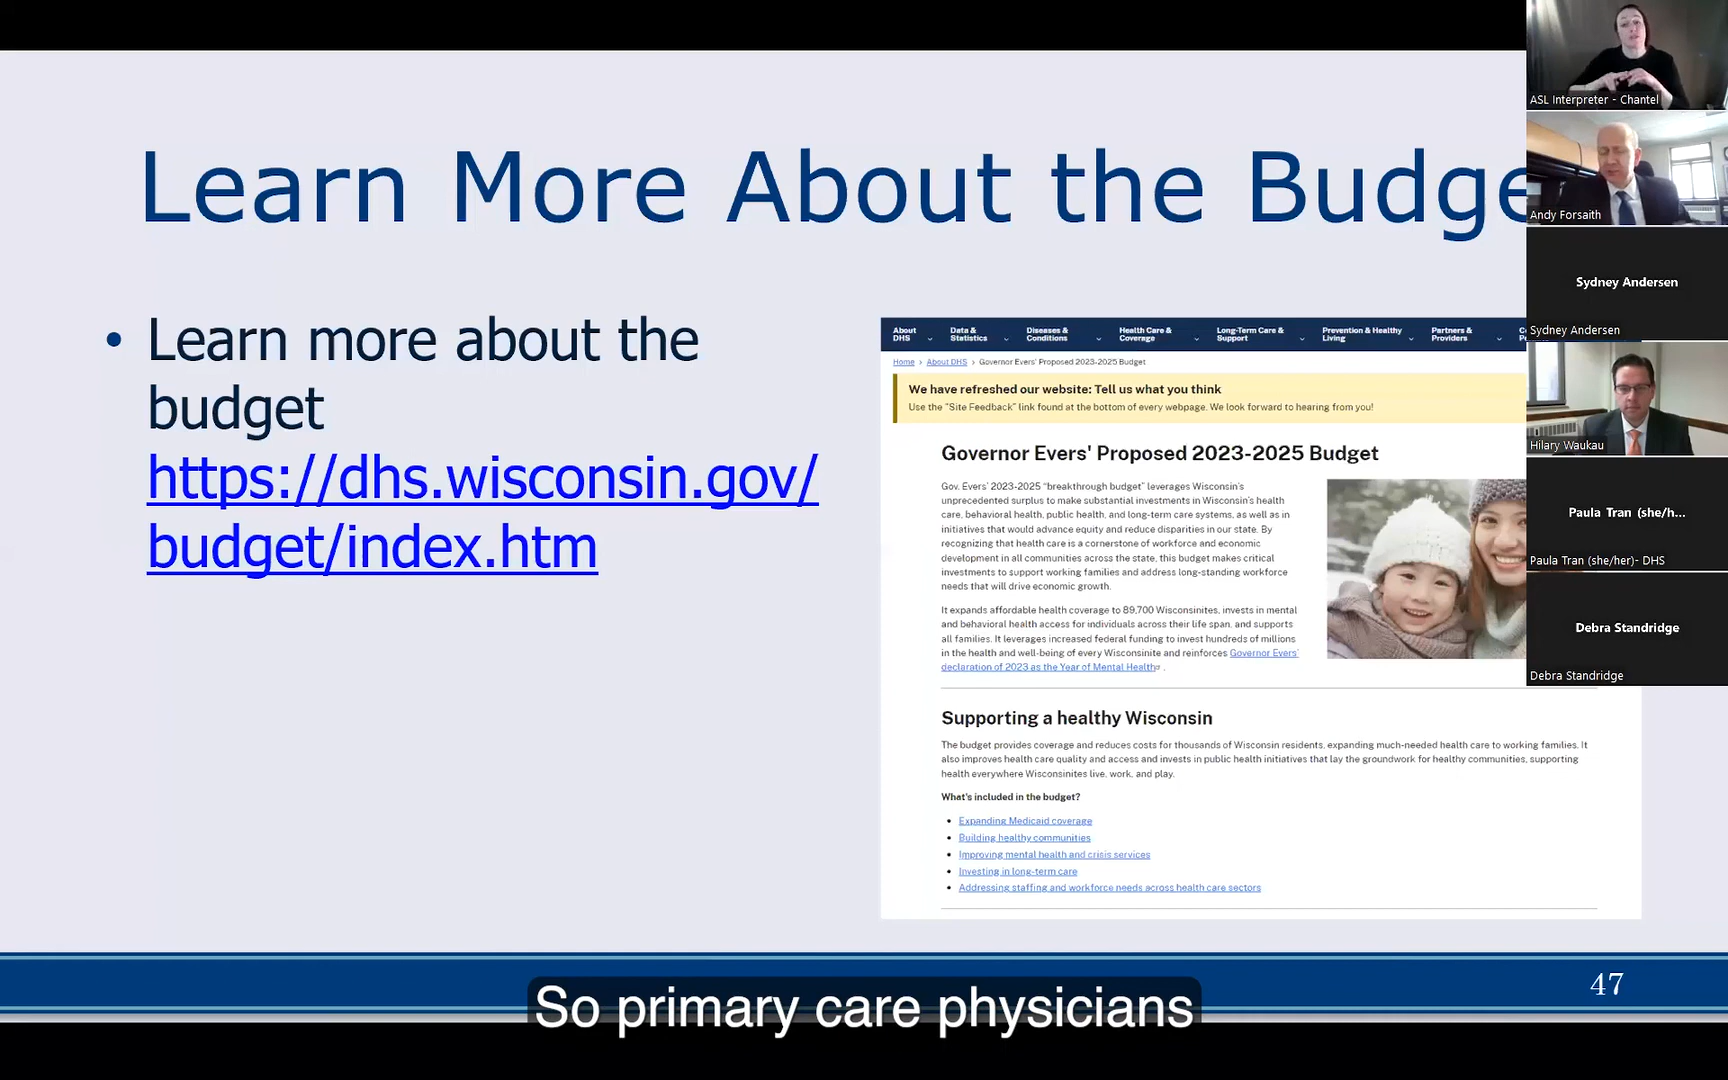 Learn More About the Budge
• Learn more about the
budget
https://dhs.wisconsin.gov/
budget/index.htm
About
DHS
Data &
Statistics
Diseases &
Conditions
Health Care &
Coverage
Long-Term Care &
Support
Prevention & Healthy
Living
Partners &
Providers
Home › About DHS › Governor Evers' Proposed 2023-2025 Budget
We have refreshed our website: Tell us what you think
Use the "Site Feedback" link found at the bottom of every webpage. We look forward to hearing from you!
Governor Evers' Proposed 2023-2025 Budget
Gov. Evers' 2023-2025 "breakthrough budget" leverages Wisconsin's
unprecedented surplus to make substantial investments in Wisconsin's health
care, behavioral health, public health, and long-term care systems, as well as in
initiatives that would advance equity and reduce disparities in our state. By
recognizing that health care is a cornerstone of workforce and economic
development in all communities across the state, this budget makes critical
investments to support working families and address long-standing workforce
needs that will drive economic growth.
It expands affordable health coverage to 89,700 Wisconsinites, invests in mental
and behavioral health access for individuals across their life span, and supports
all families. It leverages increased federal funding to invest hundreds of millions
in the health and well-being of every Wisconsinite and reinforces Governor Evers'
declaration of 2023 as the Year of Mental Health .
Supporting a healthy Wisconsin
The budget provides coverage and reduces costs for thousands of Wisconsin residents, expanding much-needed health care to working families. It
also improves health care quality and access and invests in public health initiatives that lay the groundwork for healthy communities, supporting
health everywhere Wisconsinites live, work, and play.
What's included in the budget?
• Expanding Medicaid coverage
• Building healthy communities
• Improving mental health and crisis services
• Investing in long-term care
• Addressing staffing and workforce needs across health care sectors
ASL Interpreter - Chantel
Andy Forsaith
Sydney Andersen
Sydney Andersen
Hilary Waukau
Paula Tran (she/h...
Paula Tran (she/her)- DHS
Debra Standridge
Debra Standridge
47
So primary care physicians